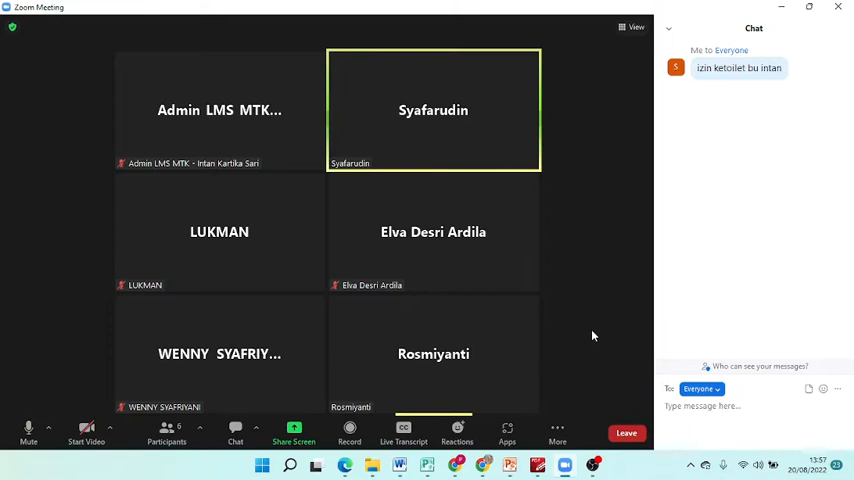 Zoom Meeting
View
Chat
Me to Everyone
S
izin ketoilet bu intan
Admin LMS MTK...
Admin LMS MTK - Intan Kartika Sari
Syafarudin
Syafarudin
LUKMAN
LUKMAN
Elva Desri Ardila
Elva Desri Ardila
WENNY SYAFRIY...
WENNY SYAFRIYANI
Rosmiyanti
Rosmiyanti
Who can see your messages?
To: Everyone
Type message here...
Mute
Start Video
Participants
6
Chat
Share Screen
Record
CC
Live Transcript
Reactions
Apps
More
Leave
13:57
20/08/2022
23